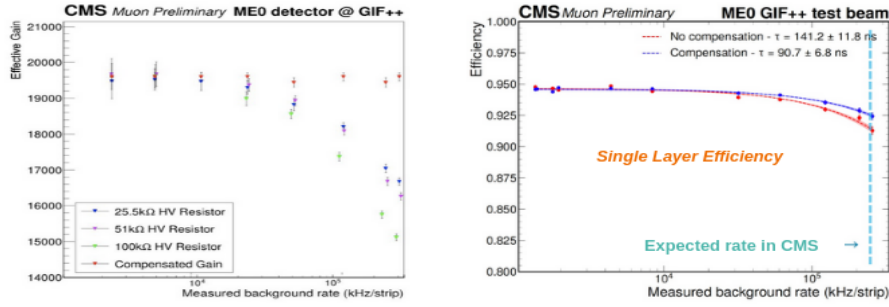 CMS Muon Preliminary ME0 detector @ GIF++
Effective Gain
21000
20000
19000
18000
17000
16000
15000
14000
25.5kΩ HV Resistor
51kΩ HV Resistor
100kΩ HV Resistor
Compensated Gain
10⁴
10⁵
Measured background rate (kHz/strip)
CMS Muon Preliminary ME0 GIF++ test beam
Efficiency
1.000
0.975
0.950
0.925
0.900
0.875
0.850
0.825
0.800
No compensation - τ = 141.2 ± 11.8 ns
Compensation - τ = 90.7 ± 6.8 ns
Single Layer Efficiency
Expected rate in CMS →
10⁴
10⁵
Measured background rate (kHz/strip)